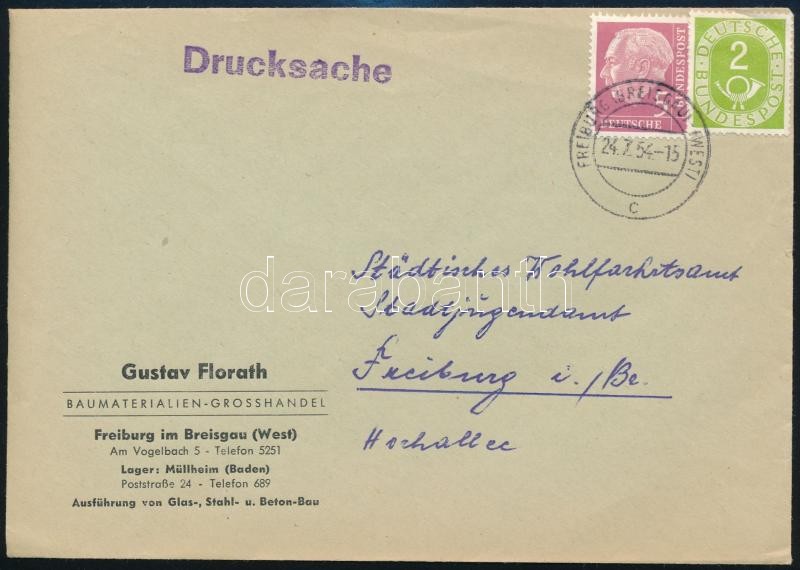 Drucksache
DEUTSCHE BUNDESPOST
5
DEUTSCHE BUNDESPOST
2
FREIBURG (BREISGAU) (WEST)
24.7.54.-15
c
Städtisches Wohlfahrtsamt
Stadtjugendamt
Freiburg i./Br.
darabanth
Gustav Florath
BAUMATERIALIEN-GROSSHANDEL
Freiburg im Breisgau (West)
Am Vogelbach 5 - Telefon 5251
Lager: Müllheim (Baden)
Poststraße 24 - Telefon 689
Ausführung von Glas-, Stahl- u. Beton-Bau